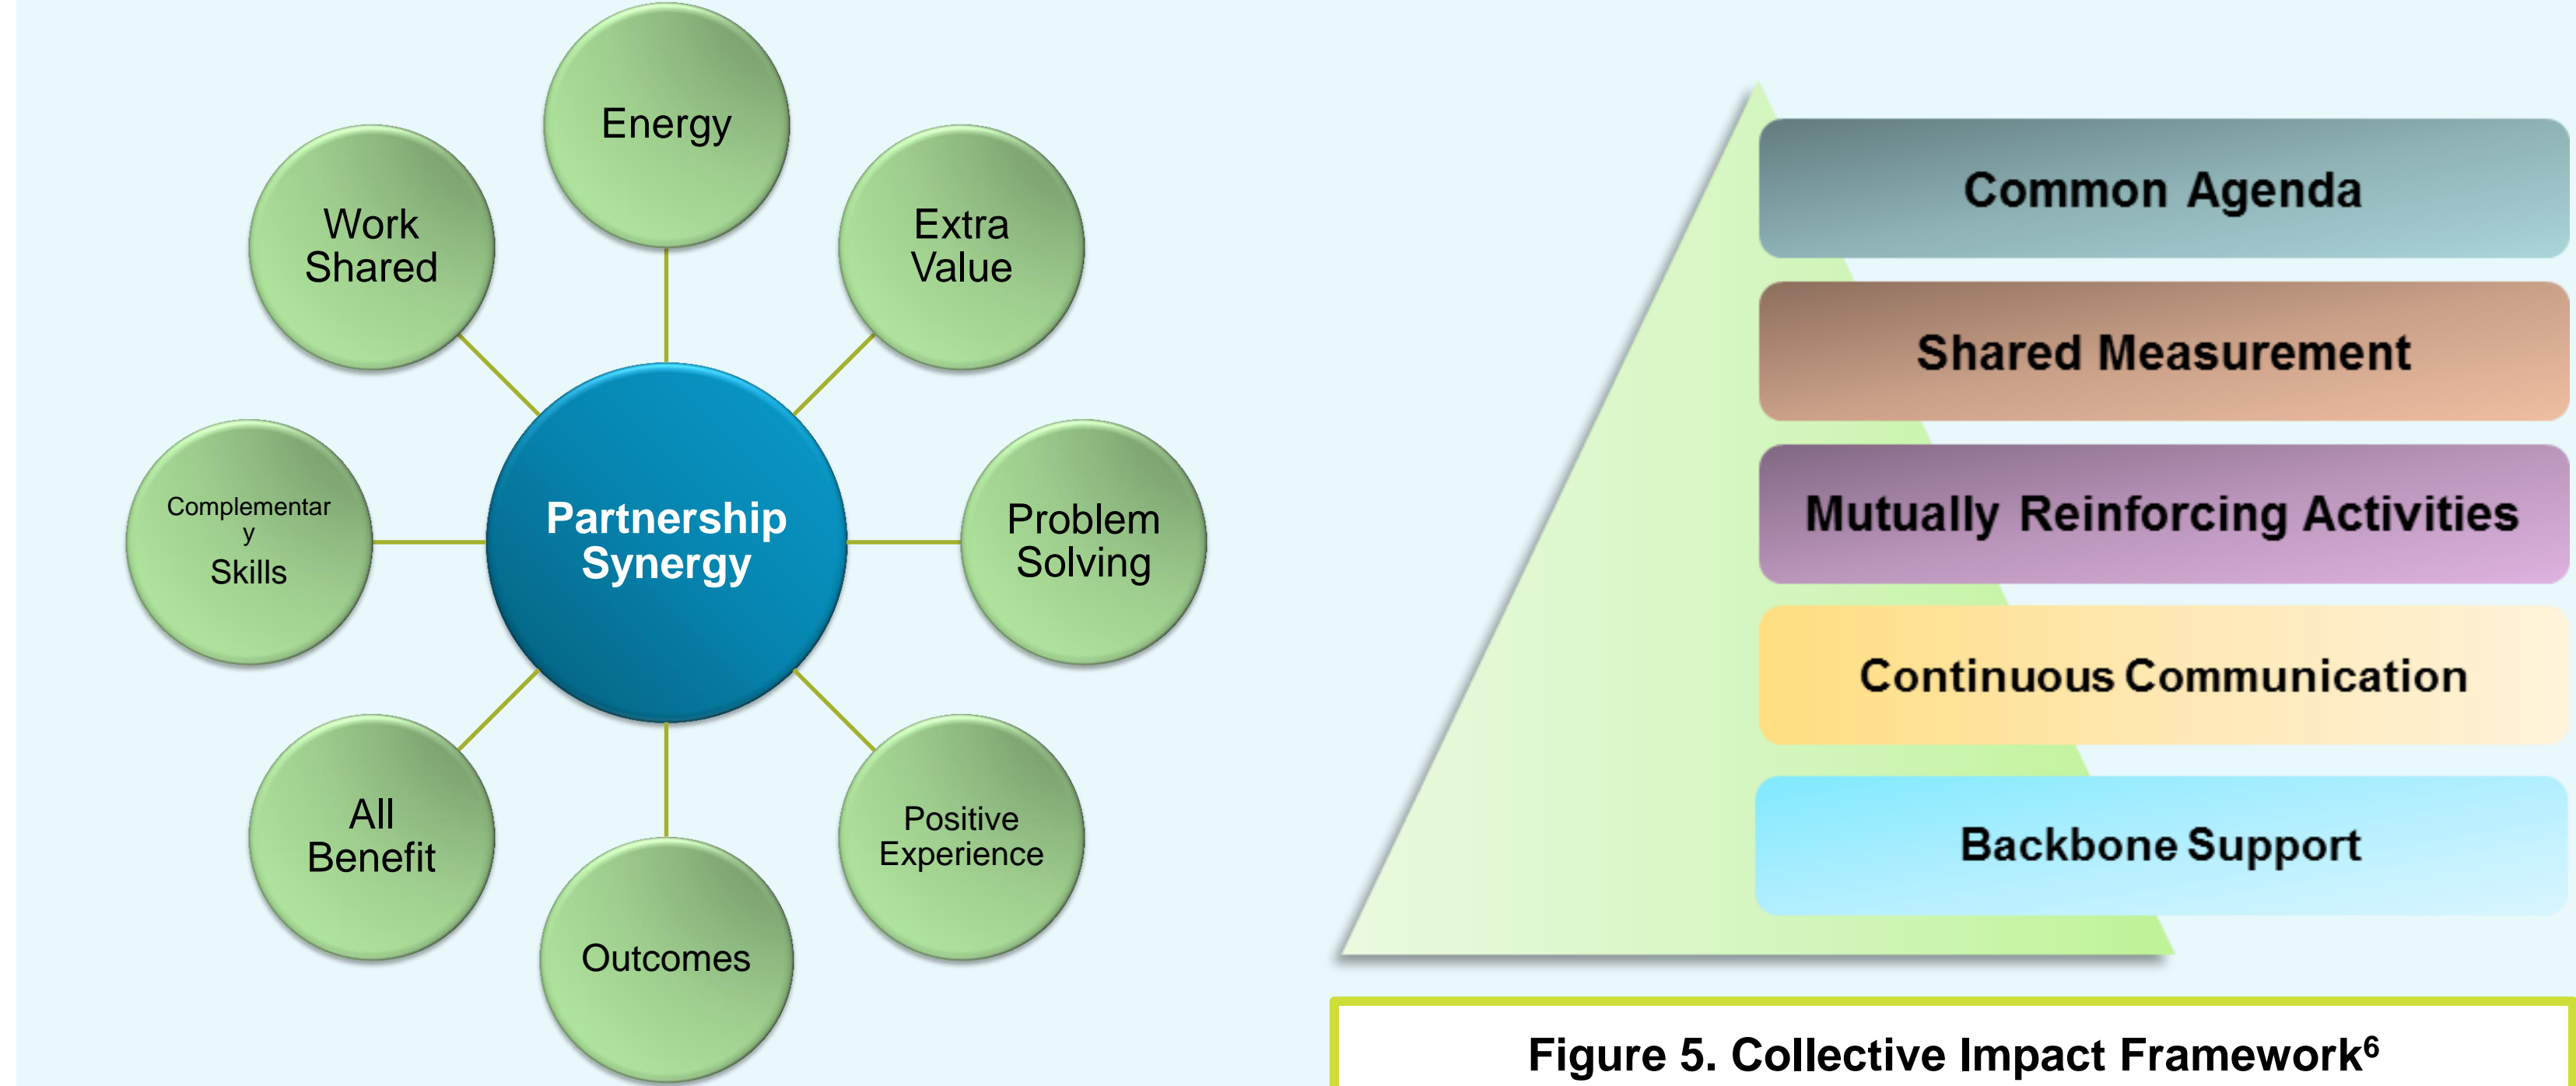 Energy
Extra
Value
Problem
Solving
Positive
Experience
Outcomes
All
Benefit
Complementar
y
Skills
Work
Shared
Partnership
Synergy
Common Agenda
Shared Measurement
Mutually Reinforcing Activities
Continuous Communication
Backbone Support
Figure 5. Collective Impact Framework⁶